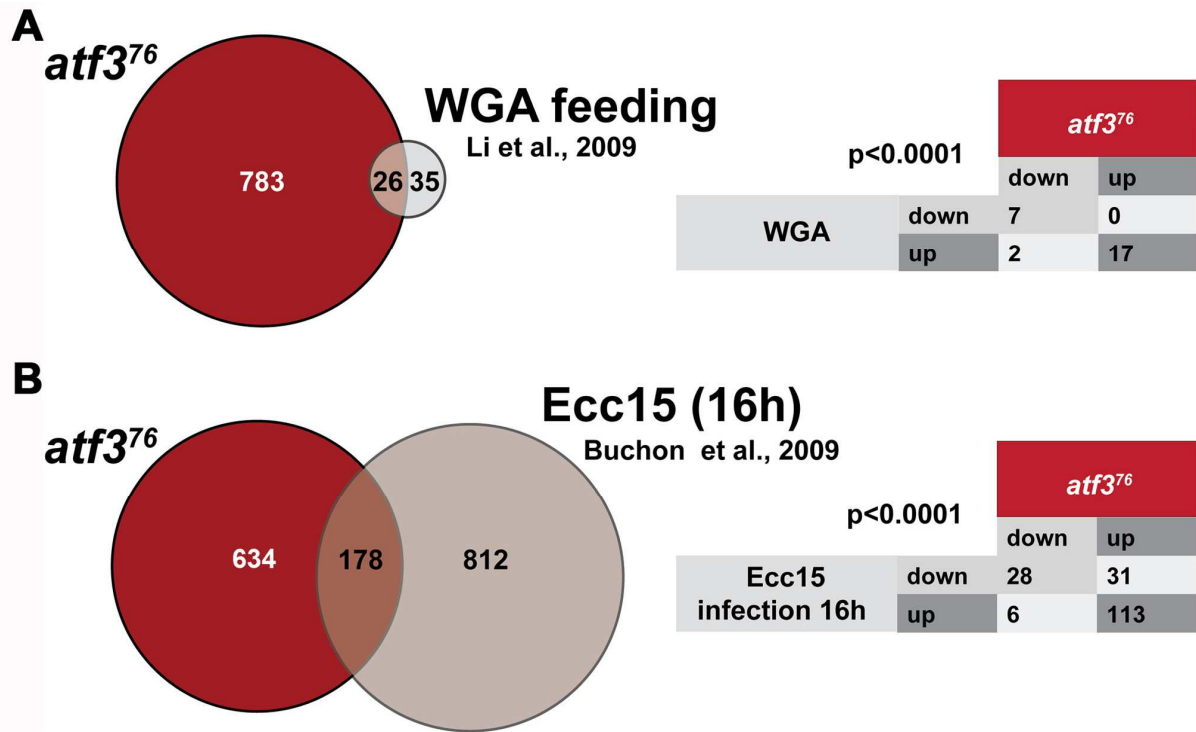 A
atf3⁷⁶
WGA feeding
Li et al., 2009
783
26
35
p<0.0001
atf3⁷⁶
down up
WGA
down 7 0
up 2 17
B
atf3⁷⁶
Ecc15 (16h)
Buchon et al., 2009
634
178
812
p<0.0001
atf3⁷⁶
down up
Ecc15
infection 16h
down 28 31
up 6 113